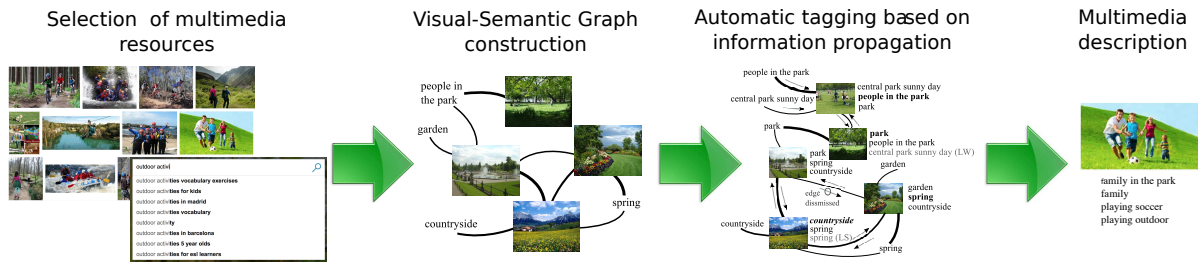 Selection of multimedia
resources
outdoor activi
outdoor activities vocabulary exercises
outdoor activities for kids
outdoor activities in madrid
outdoor activities vocabulary
outdoor activity
outdoor activities in barcelona
outdoor activities 5 year olds
outdoor activities for esl learners
Visual-Semantic Graph
construction
people in
the park
garden
countryside
spring
Automatic tagging based on
information propagation
people in the park
central park sunny day
central park sunny day
people in the park
park
park
park
people in the park
central park sunny day (LW)
park
spring
countryside
garden
edge
dismissed
garden
spring
countryside
countryside
spring
spring (LS)
spring
Multimedia
description
family in the park
family
playing soccer
playing outdoor